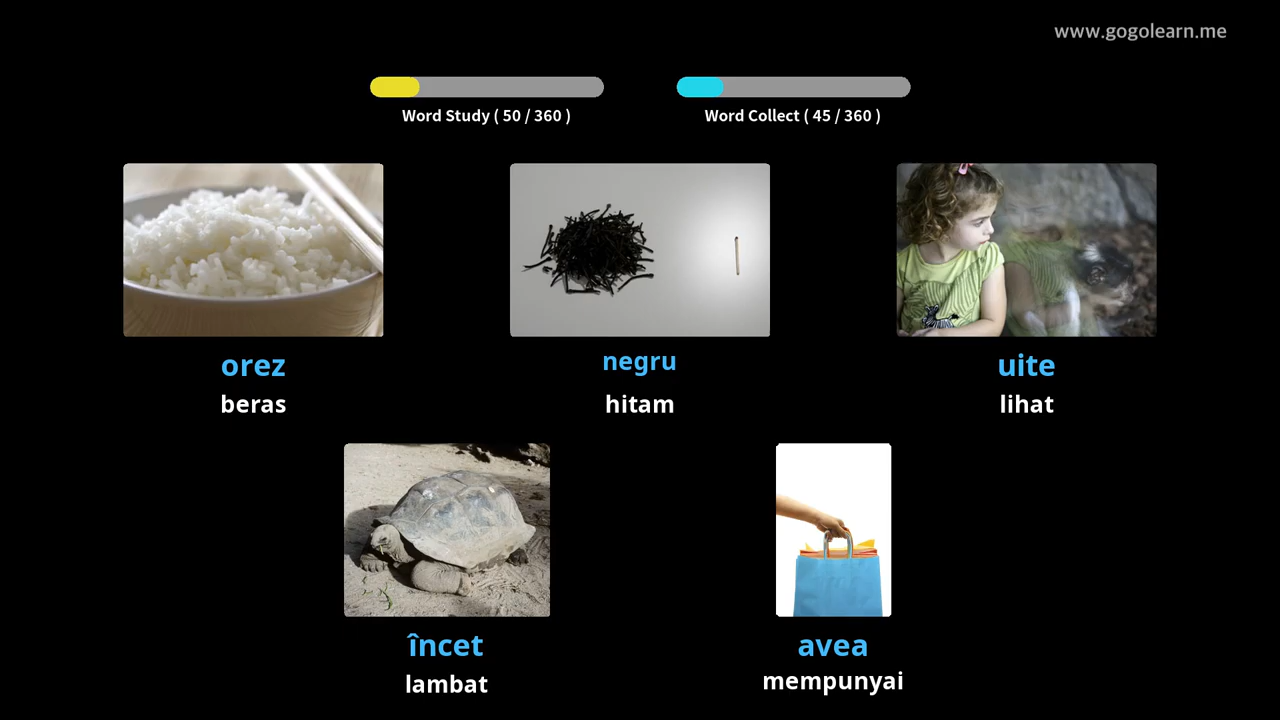 www.gogolearn.me
Word Study ( 50 / 360 )
Word Collect ( 45 / 360 )
orez
negru
uite
beras
hitam
lihat
încet
avea
lambat
mempunyai